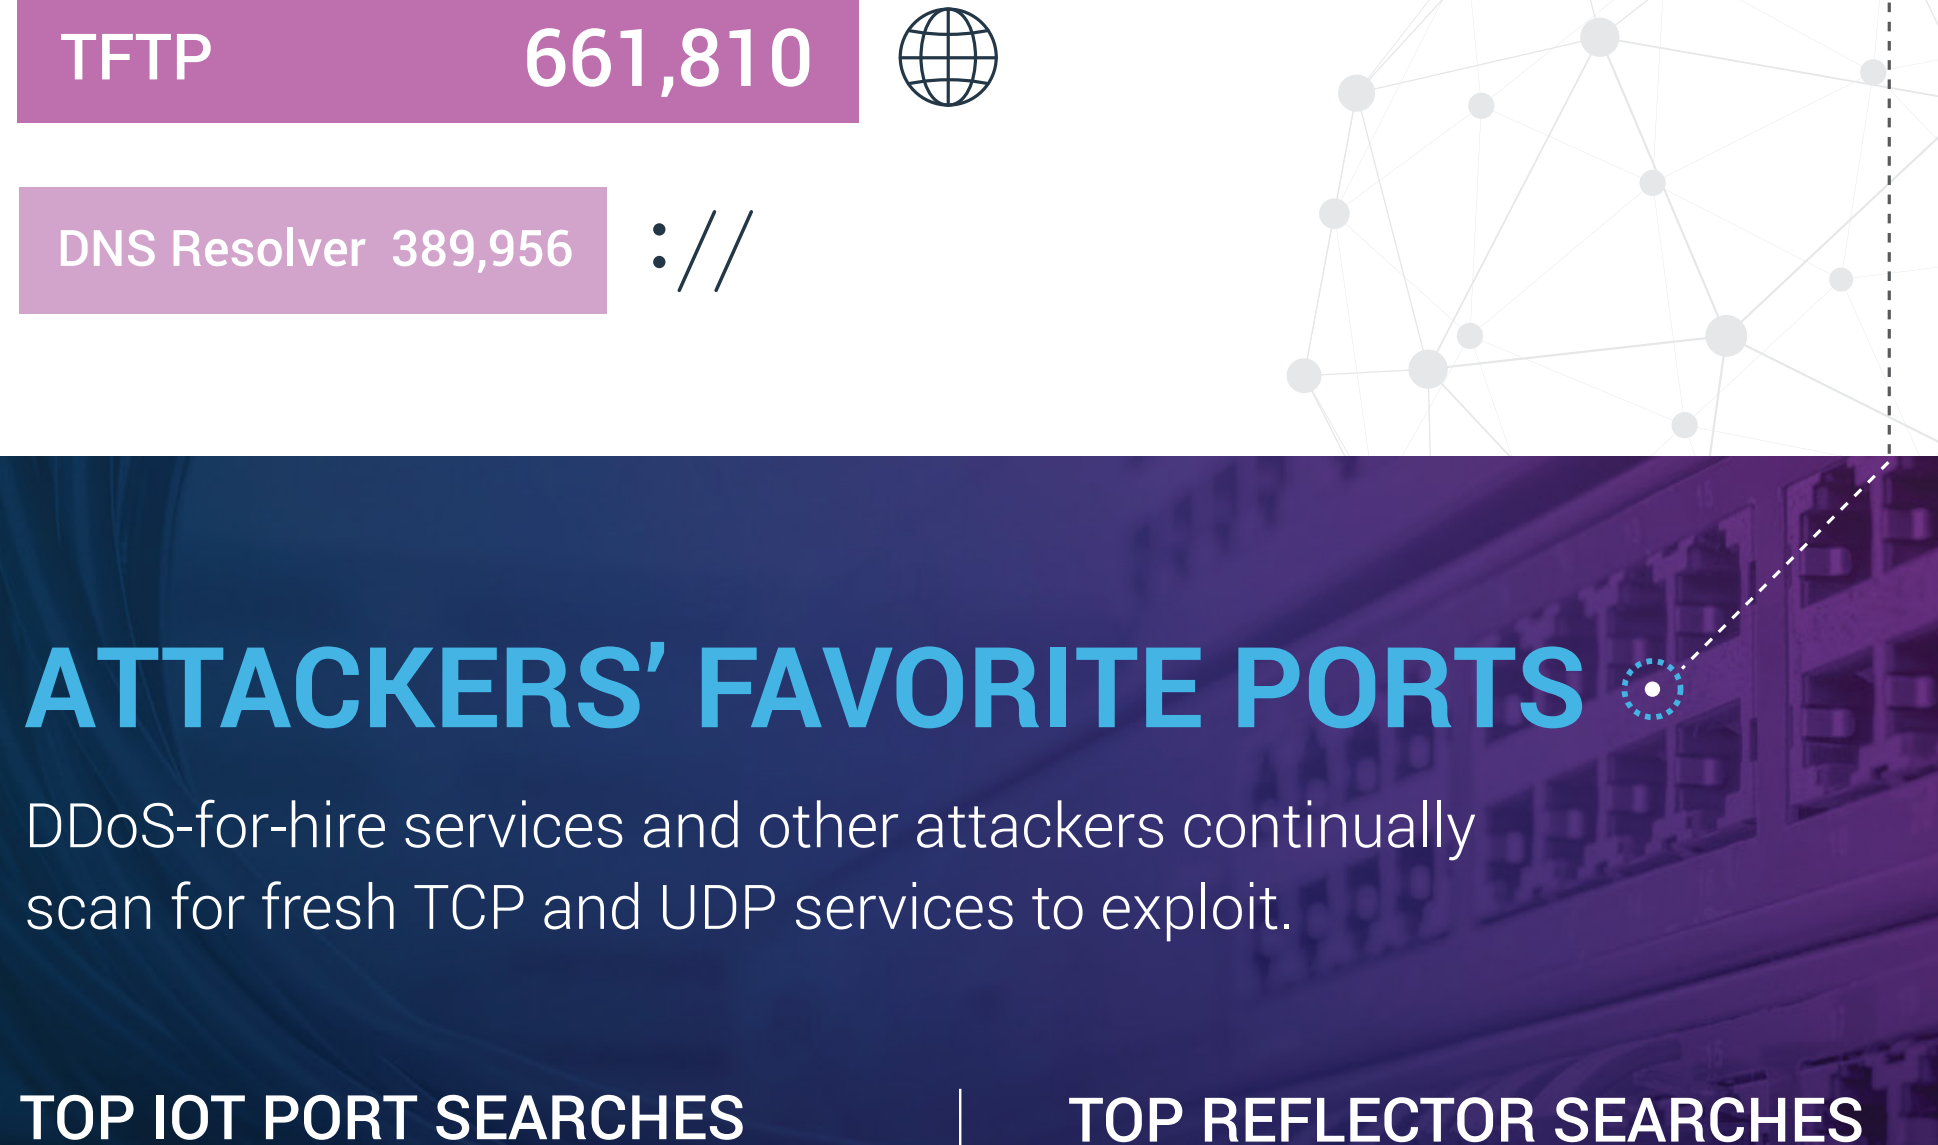 TFTP 661,810
DNS Resolver 389,956
://
ATTACKERS’ FAVORITE PORTS
DDoS-for-hire services and other attackers continually
scan for fresh TCP and UDP services to exploit.
TOP IOT PORT SEARCHES
TOP REFLECTOR SEARCHES